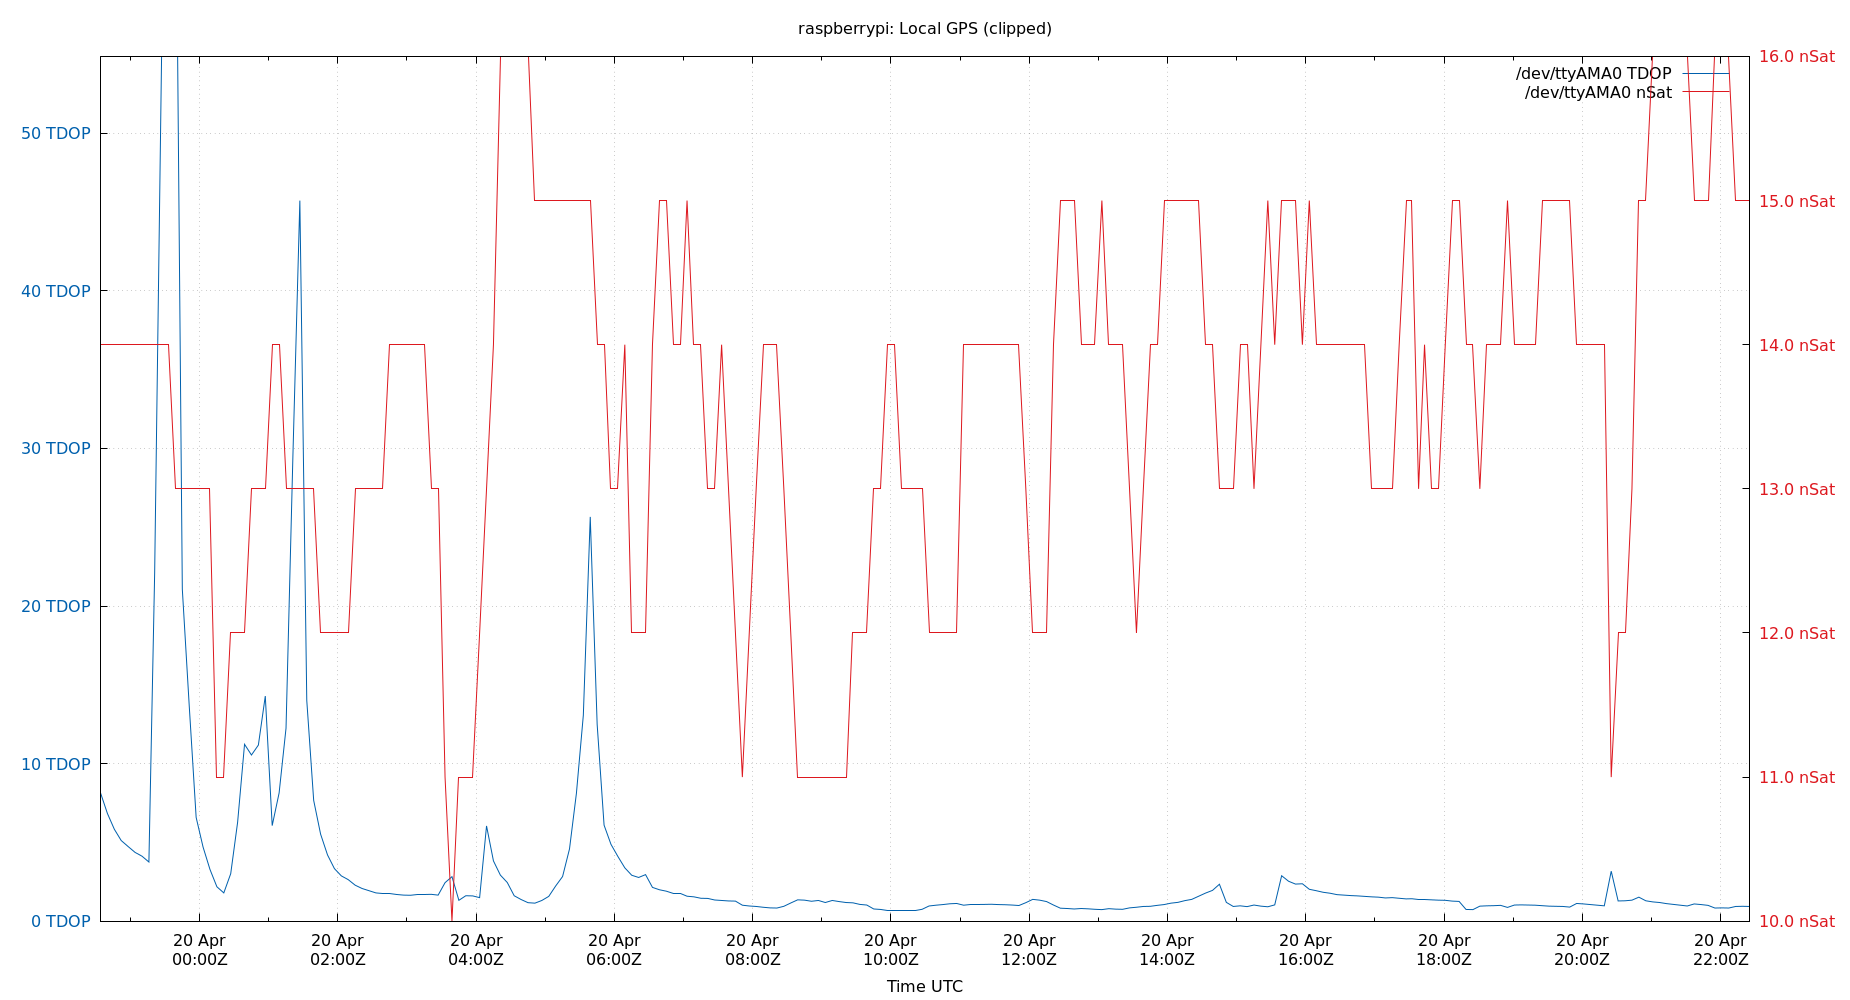 raspberrypi: Local GPS (clipped)
16.0 nSat
/dev/ttyAMA0 TDOP
/dev/ttyAMA0 nSat
50 TDOP
15.0 nSat
40 TDOP
14.0 nSat
30 TDOP
13.0 nSat
20 TDOP
12.0 nSat
10 TDOP
11.0 nSat
0 TDOP
10.0 nSat
20 Apr 20 Apr 20 Apr 20 Apr 20 Apr 20 Apr 20 Apr 20 Apr 20 Apr 20 Apr 20 Apr 20 Apr
00:00Z 02:00Z 04:00Z 06:00Z 08:00Z 10:00Z 12:00Z 14:00Z 16:00Z 18:00Z 20:00Z 22:00Z
Time UTC